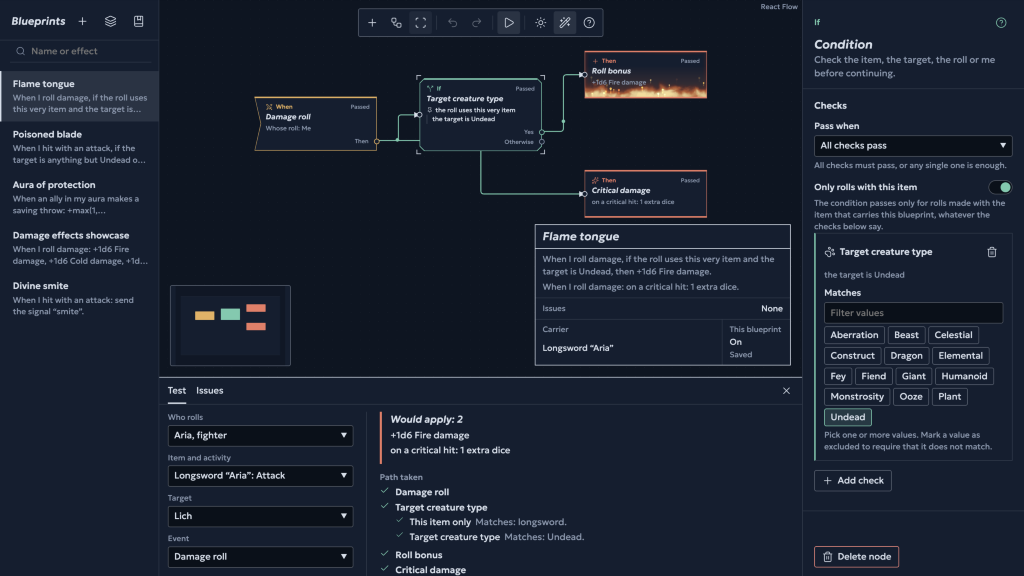 Blueprints
Name or effect
Flame tongue
When I roll damage, if the roll uses
this very item and the target is…
Poisoned blade
When I hit with an attack, if the
target is anything but Undead o…
Aura of protection
When an ally in my aura makes a
saving throw: +max(1,…
Damage effects showcase
When I roll damage: +1d6 Fire
damage, +1d6 Cold damage, +1d…
Divine smite
When I hit with an attack: send
the signal “smite”.
React Flow
When Passed
Damage roll
Whose roll: Me
Then
If Passed
Target creature type
the roll uses this very item
the target is Undead
Yes
Otherwise
Then Passed
Roll bonus
+1d6 Fire damage
Then Passed
Critical damage
on a critical hit: 1 extra dice
Flame tongue
When I roll damage, if the roll uses this very item and the
target is Undead, then +1d6 Fire damage.
When I roll damage: on a critical hit: 1 extra dice.
Issues None
Carrier
Longsword “Aria”
This blueprint
On
Saved
Test Issues
Who rolls
Aria, fighter
Item and activity
Longsword “Aria”: Attack
Target
Lich
Event
Damage roll
Would apply: 2
+1d6 Fire damage
on a critical hit: 1 extra dice
Path taken
Damage roll
Target creature type
This item only Matches: longsword.
Target creature type Matches: Undead.
Roll bonus
Critical damage
If
Condition
Check the item, the target, the roll or me
before continuing.
Checks
Pass when
All checks pass
All checks must pass, or any single one is enough.
Only rolls with this item
The condition passes only for rolls made with the
item that carries this blueprint, whatever the
checks below say.
Target creature type
the target is Undead
Matches
Filter values
Aberration Beast Celestial
Construct Dragon Elemental
Fey Fiend Giant Humanoid
Monstrosity Ooze Plant
Undead
Pick one or more values. Mark a value as
excluded to require that it does not match.
Add check
Delete node